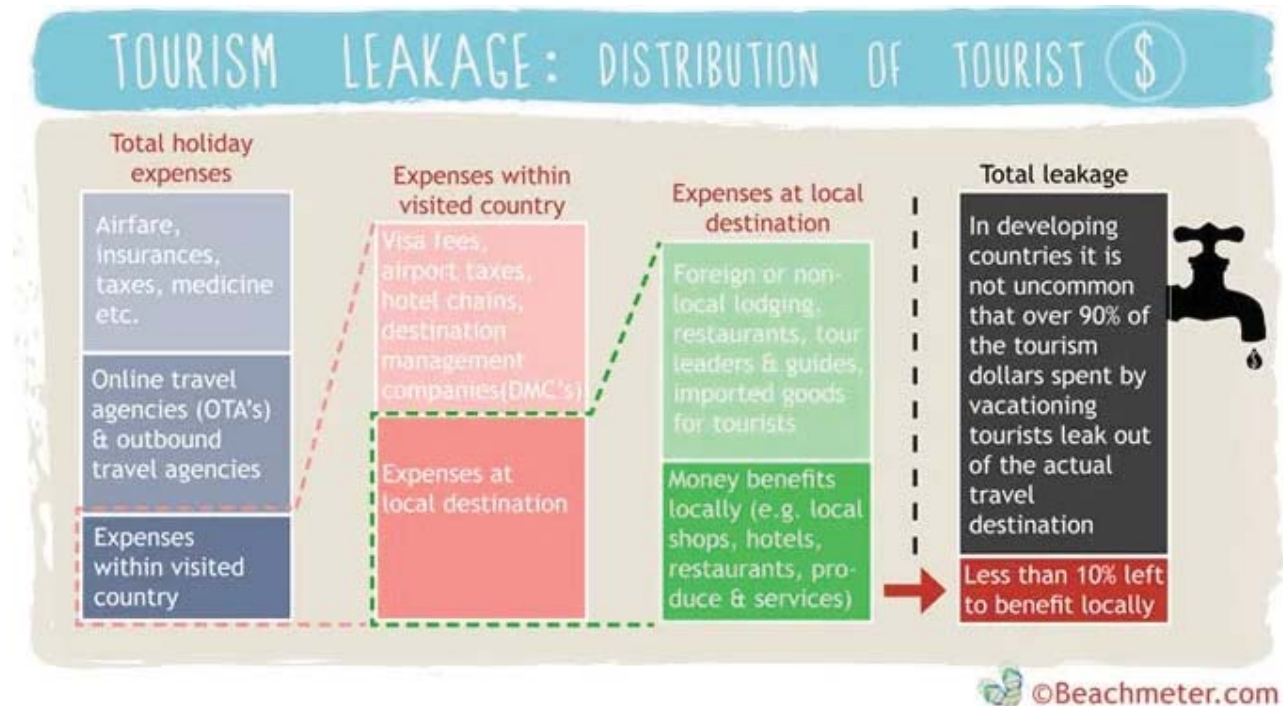 TOURISM LEAKAGE: DISTRIBUTION OF TOURIST $
Total holiday
expenses
Airfare,
insurances,
taxes, medicine
etc.
Online travel
agencies (OTA's)
& outbound
travel agencies
Expenses
within visited
country
Expenses within
visited country
Visa fees,
airport taxes,
hotel chains,
destination
management
companies(DMC's)
Expenses at
local destination
Expenses at local
destination
Foreign or non-
local lodging,
restaurants, tour
leaders & guides,
imported goods
for tourists
Money benefits
locally (e.g. local
shops, hotels,
restaurants, pro-
duce & services)
Total leakage
In developing
countries it is
not uncommon
that over 90% of
the tourism
dollars spent by
vacationing
tourists leak out
of the actual
travel
destination
Less than 10% left
to benefit locally
©Beachmeter.com